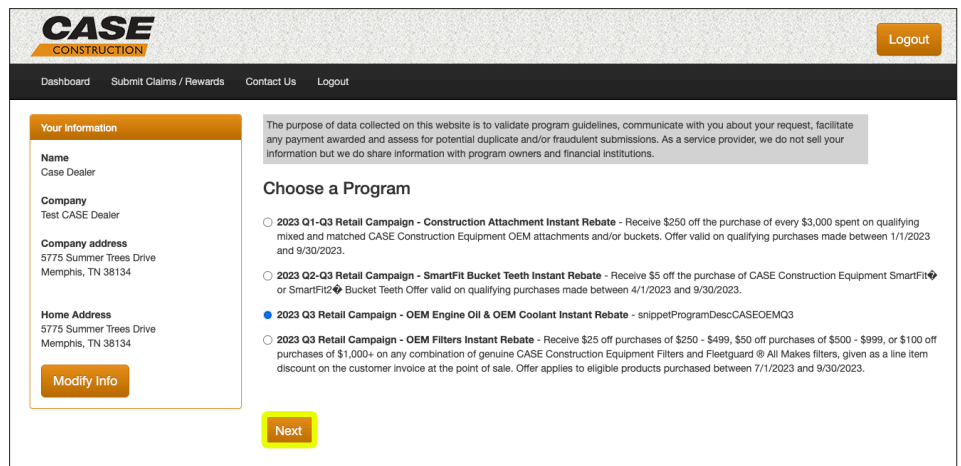 CASE
CONSTRUCTION
Logout
Dashboard Submit Claims / Rewards Contact Us Logout
Your Information
Name
Case Dealer
Company
Test CASE Dealer
Company address
5775 Summer Trees Drive
Memphis, TN 38134
Home Address
5775 Summer Trees Drive
Memphis, TN 38134
Modify Info
The purpose of data collected on this website is to validate program guidelines, communicate with you about your request, facilitate
any payment awarded and assess for potential duplicate and/or fraudulent submissions. As a service provider, we do not sell your
information but we do share information with program owners and financial institutions.
Choose a Program
2023 Q1-Q3 Retail Campaign - Construction Attachment Instant Rebate - Receive $250 off the purchase of every $3,000 spent on qualifying
mixed and matched CASE Construction Equipment OEM attachments and/or buckets. Offer valid on qualifying purchases made between 1/1/2023
and 9/30/2023.
2023 Q2-Q3 Retail Campaign - SmartFit Bucket Teeth Instant Rebate - Receive $5 off the purchase of CASE Construction Equipment SmartFit�
or SmartFit2� Bucket Teeth Offer valid on qualifying purchases made between 4/1/2023 and 9/30/2023.
2023 Q3 Retail Campaign - OEM Engine Oil & OEM Coolant Instant Rebate - snippetProgramDescCASEOEMQ3
2023 Q3 Retail Campaign - OEM Filters Instant Rebate - Receive $25 off purchases of $250 - $499, $50 off purchases of $500 - $999, or $100 off
purchases of $1,000+ on any combination of genuine CASE Construction Equipment Filters and Fleetguard ® All Makes filters, given as a line item
discount on the customer invoice at the point of sale. Offer applies to eligible products purchased between 7/1/2023 and 9/30/2023.
Next